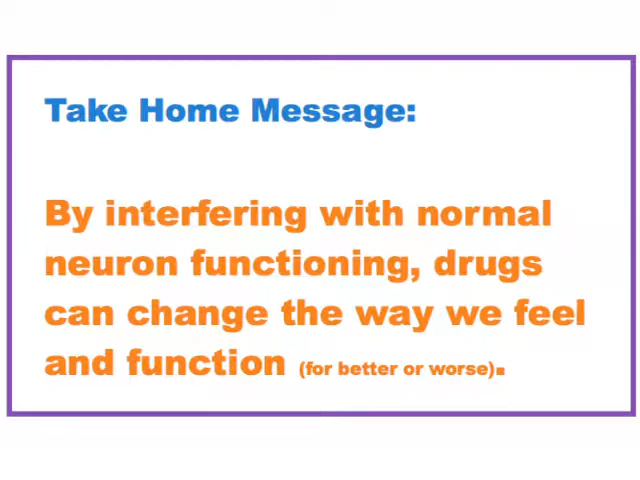 Take Home Message:
By interfering with normal
neuron functioning, drugs
can change the way we feel
and function (for better or worse).